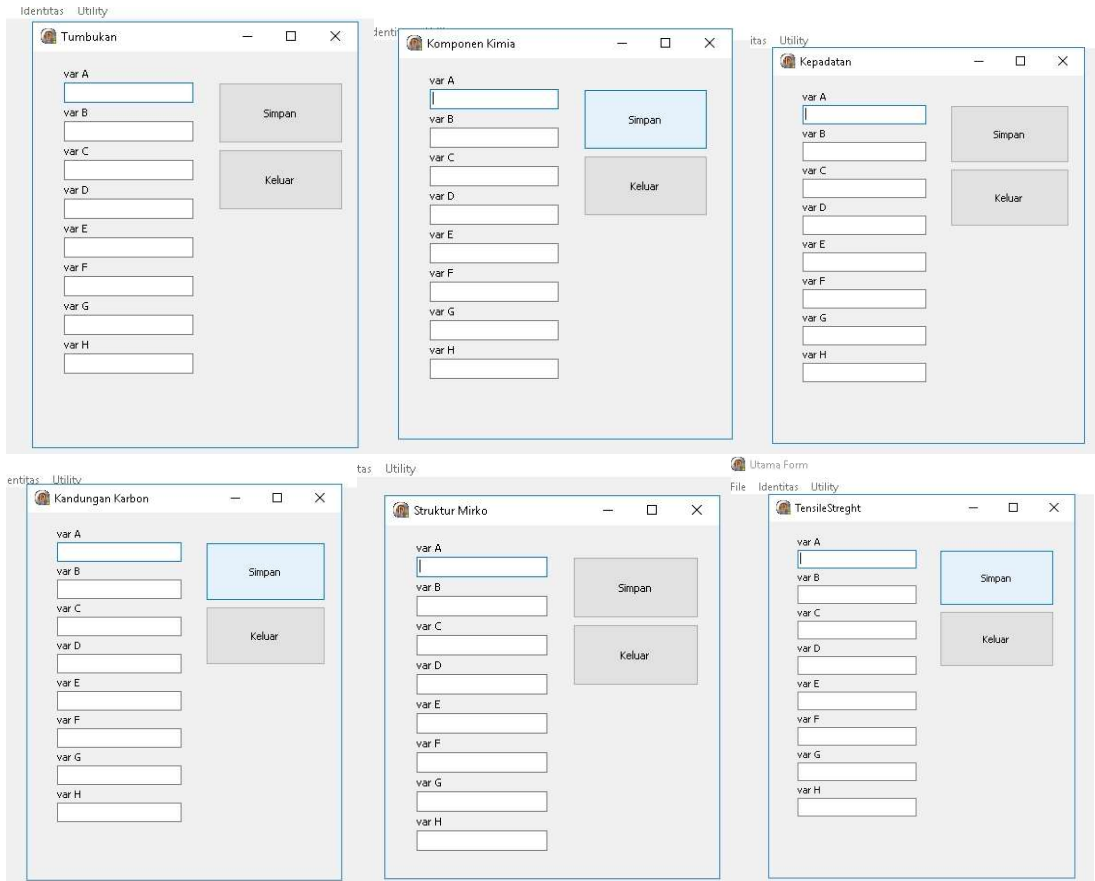 Identitas Utility
Tumbukan
var A
var B
var C
var D
var E
var F
var G
var H
Simpan
Keluar
Komponen Kimia
var A
var B
var C
var D
var E
var F
var G
var H
Simpan
Keluar
itas Utility
Kepadatan
var A
var B
var C
var D
var E
var F
var G
var H
Simpan
Keluar
entitas Utility
Kandungan Karbon
var A
var B
var C
var D
var E
var F
var G
var H
Simpan
Keluar
tas Utility
Struktur Mirko
var A
var B
var C
var D
var E
var F
var G
var H
Simpan
Keluar
Utama Form
File Identitas Utility
TensileStreght
var A
var B
var C
var D
var E
var F
var G
var H
Simpan
Keluar